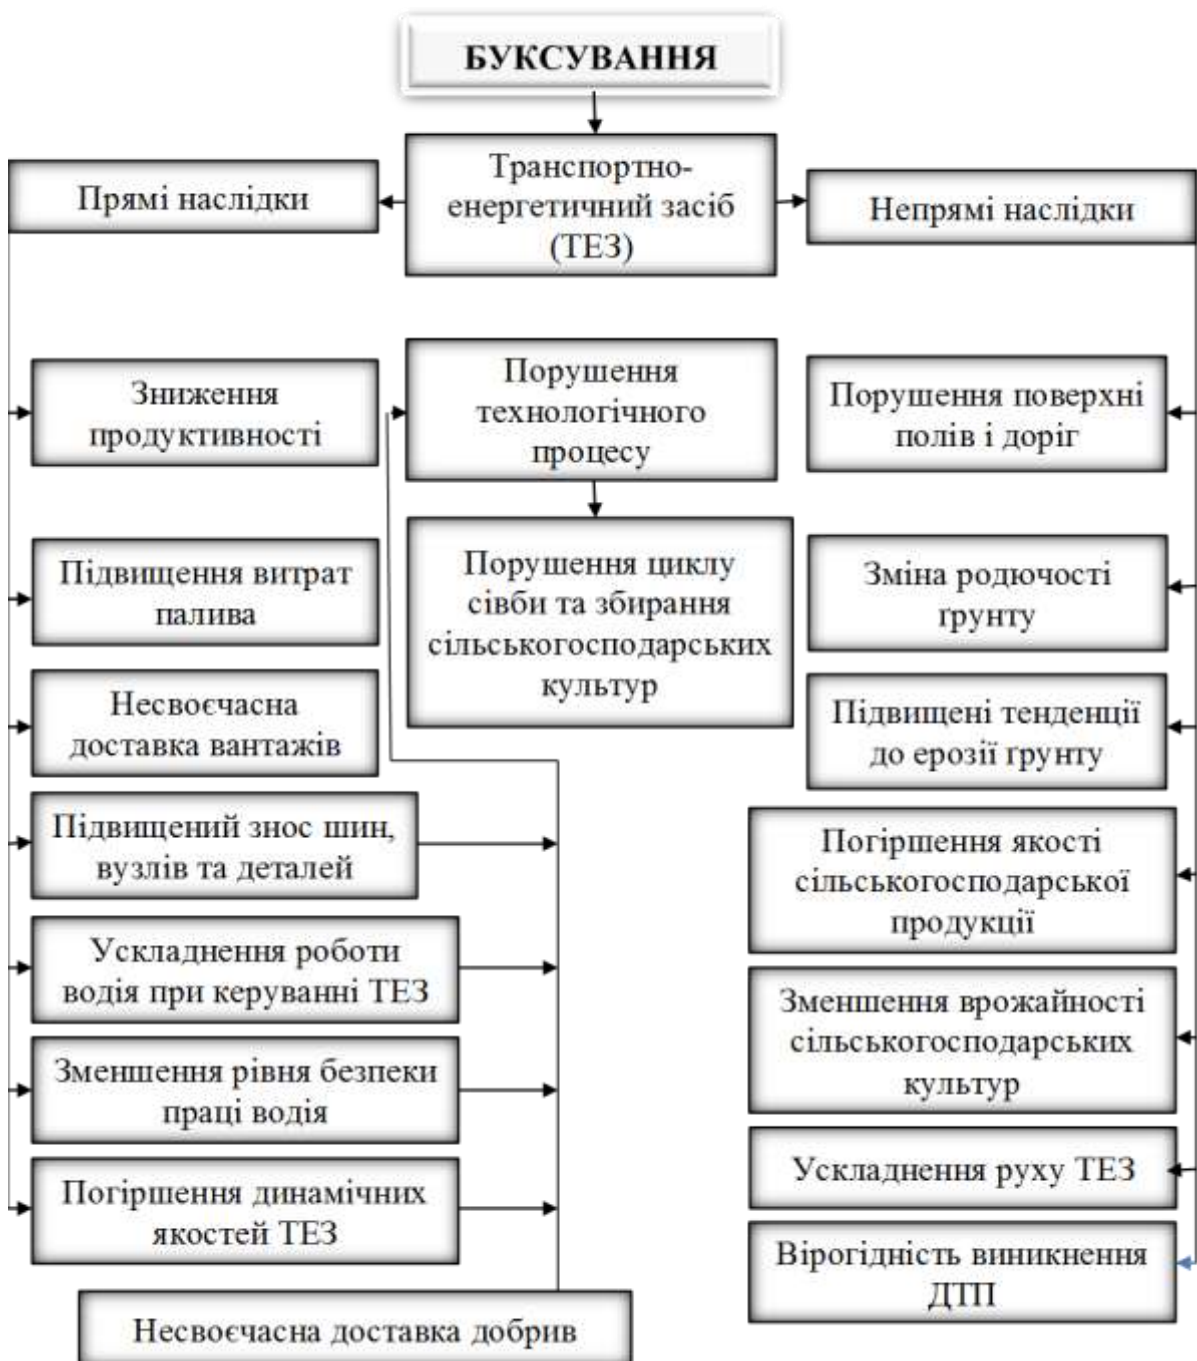 БУКСУВАННЯ
Транспортно-
енергетичний засіб
(ТЕЗ)
Прямі наслідки
Непрямі наслідки
Зниження
продуктивності
Підвищення витрат
палива
Несвоєчасна
доставка вантажів
Підвищений знос шин,
вузлів та деталей
Ускладнення роботи
водія при керуванні ТЕЗ
Зменшення рівня безпеки
праці водія
Погіршення динамічних
якостей ТЕЗ
Несвоєчасна доставка добрив
Порушення
технологічного
процесу
Порушення циклу
сівби та збирання
сільськогосподарських
культур
Порушення поверхні
полів і доріг
Зміна родючості
ґрунту
Підвищені тенденції
до ерозії ґрунту
Погіршення якості
сільськогосподарської
продукції
Зменшення врожайності
сільськогосподарських
культур
Ускладнення руху ТЕЗ
Вірогідність виникнення
ДТП